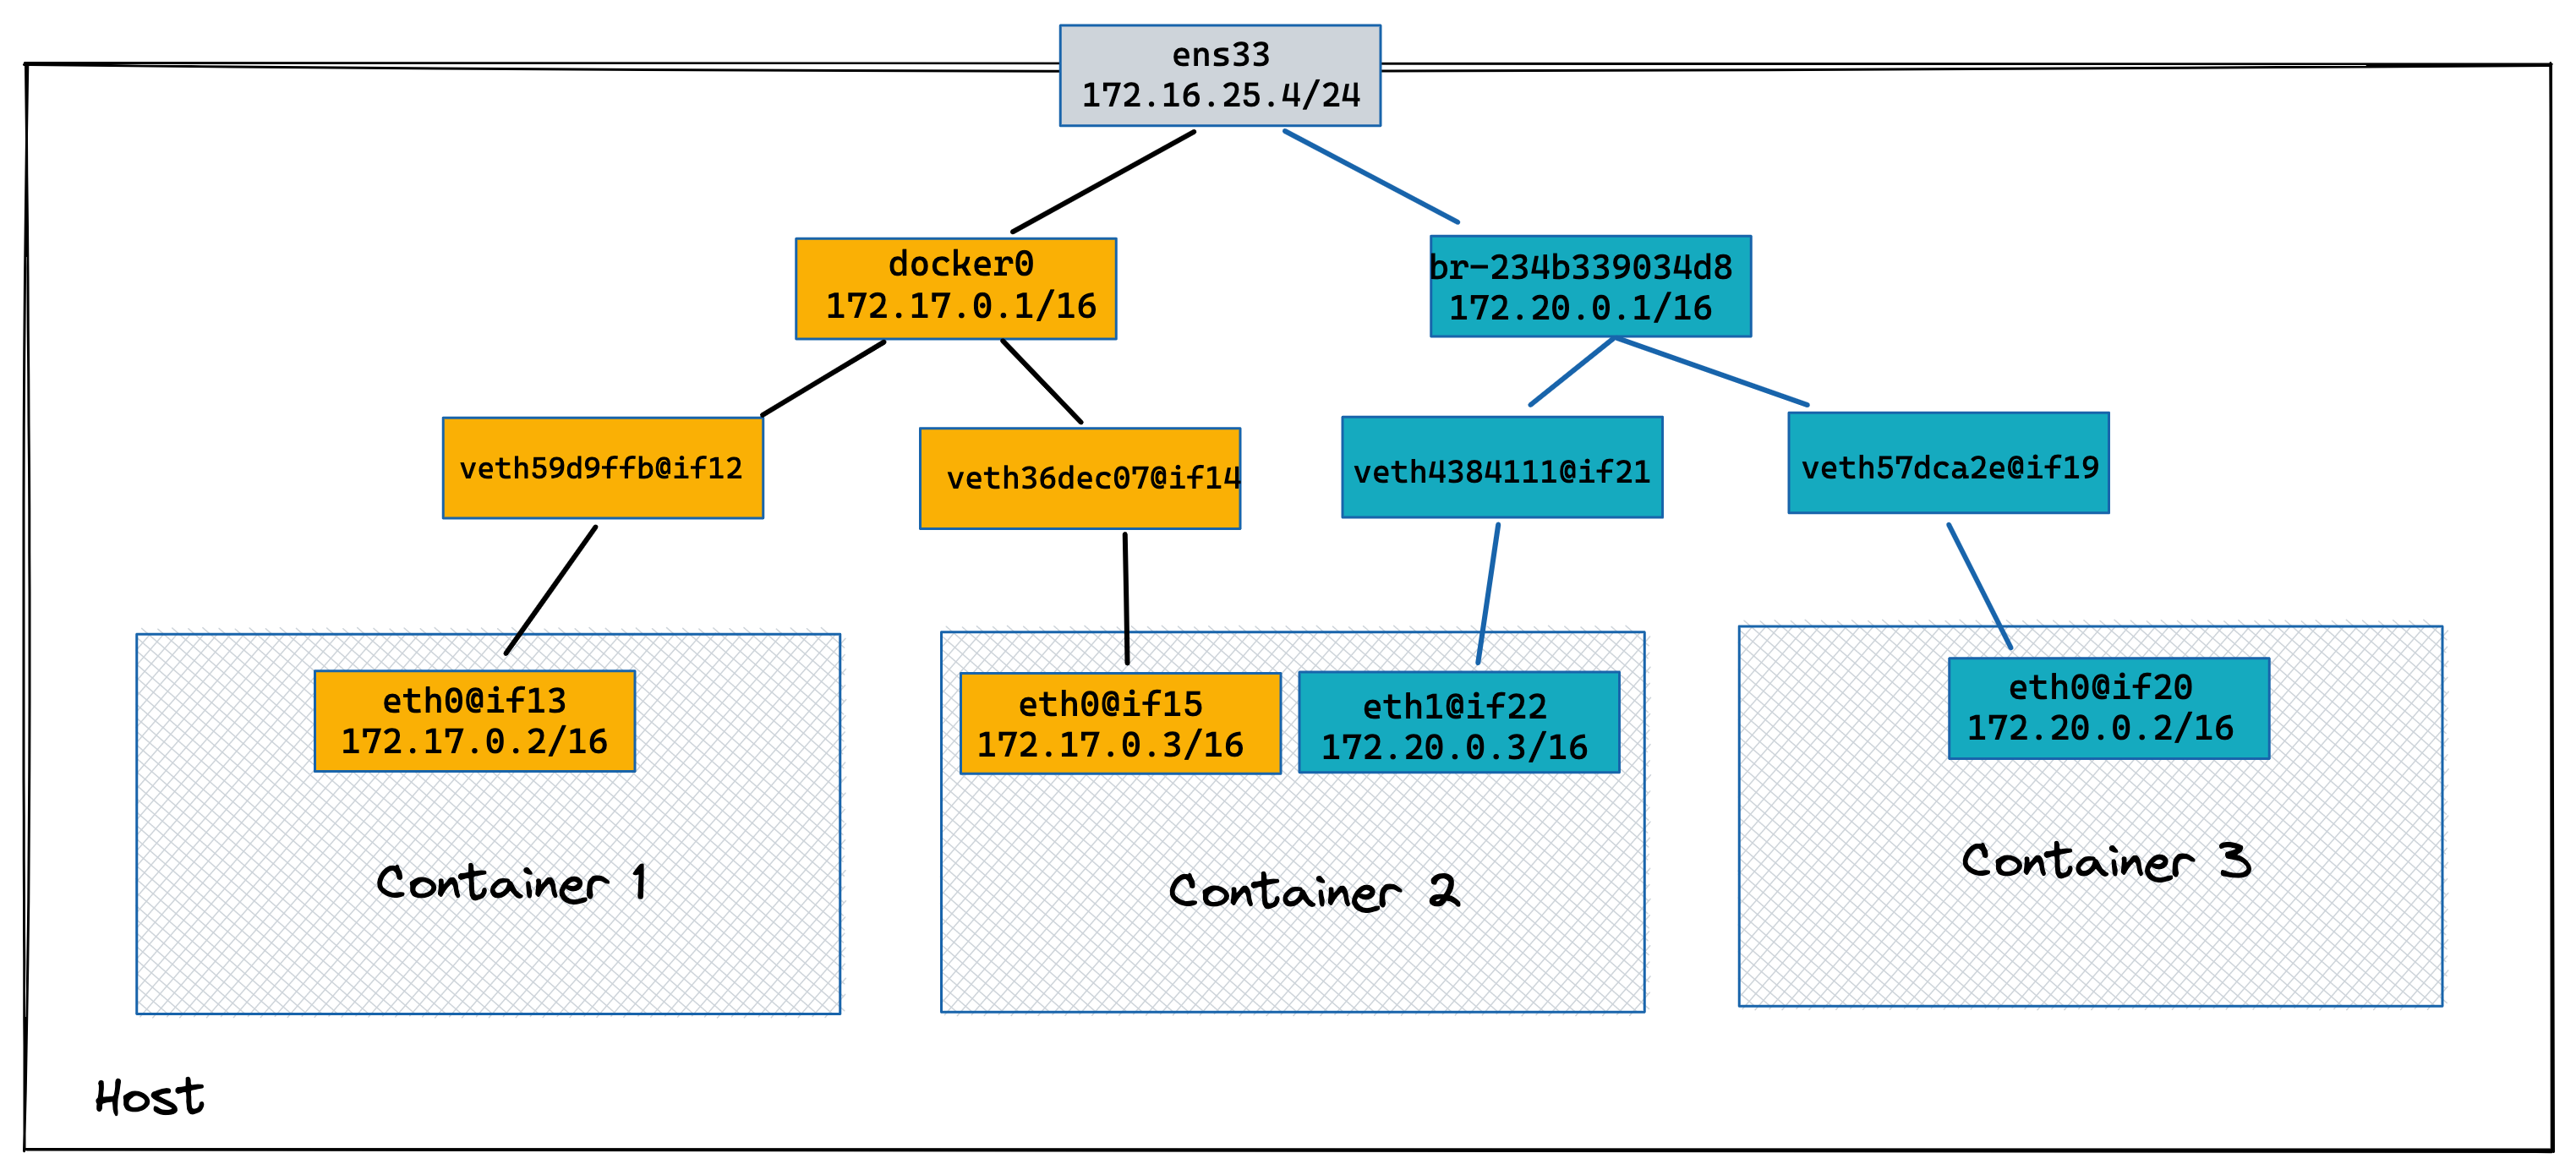 ens33
172.16.25.4/24
docker0
172.17.0.1/16
br-234b339034d8
172.20.0.1/16
veth59d9ffb@if12
veth36dec07@if14
veth4384111@if21
veth57dca2e@if19
eth0@if13
172.17.0.2/16
eth0@if15
172.17.0.3/16
eth1@if22
172.20.0.3/16
eth0@if20
172.20.0.2/16
Container 1
Container 2
Container 3
Host